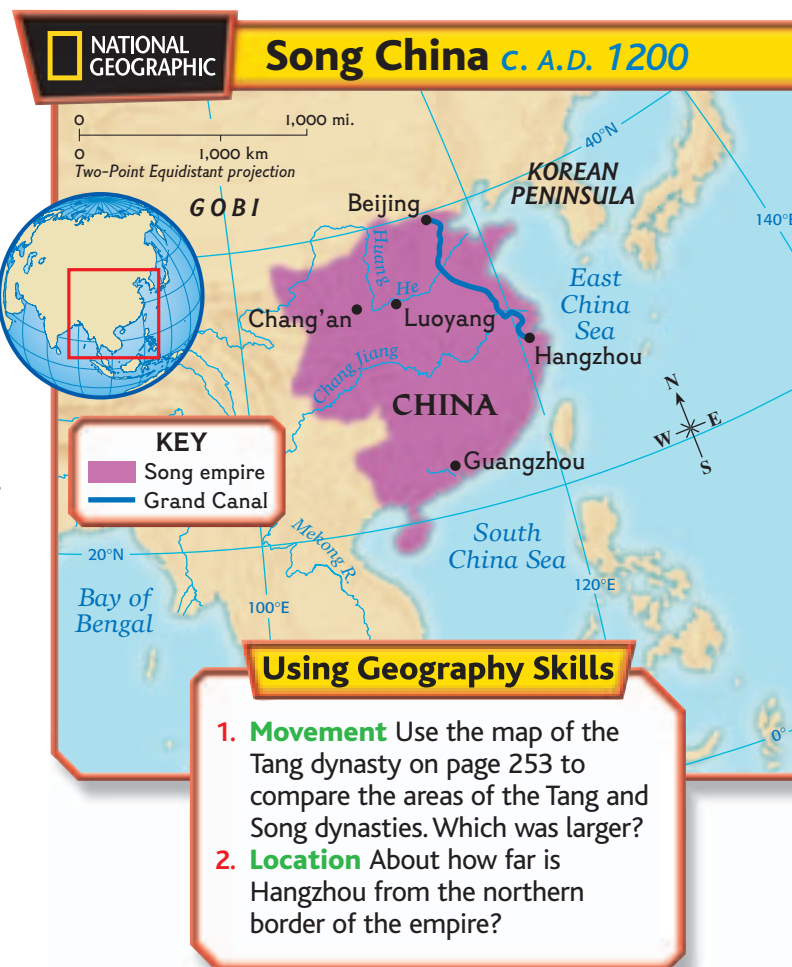 NATIONAL
GEOGRAPHIC
Song China C. A.D. 1200
0 1,000 mi.
0 1,000 km
Two-Point Equidistant projection
40°N
KOREAN
PENINSULA
GOBI
Beijing
140°E
Huang
He
East
China
Sea
Chang'an
Luoyang
Hangzhou
Chang Jiang
CHINA
N
W E
S
KEY
Song empire
Grand Canal
Guangzhou
Mekong R.
South
China Sea
20°N
120°E
Bay of
Bengal
100°E
0°
Using Geography Skills
1. Movement Use the map of the
Tang dynasty on page 253 to
compare the areas of the Tang and
Song dynasties. Which was larger?
2. Location About how far is
Hangzhou from the northern
border of the empire?